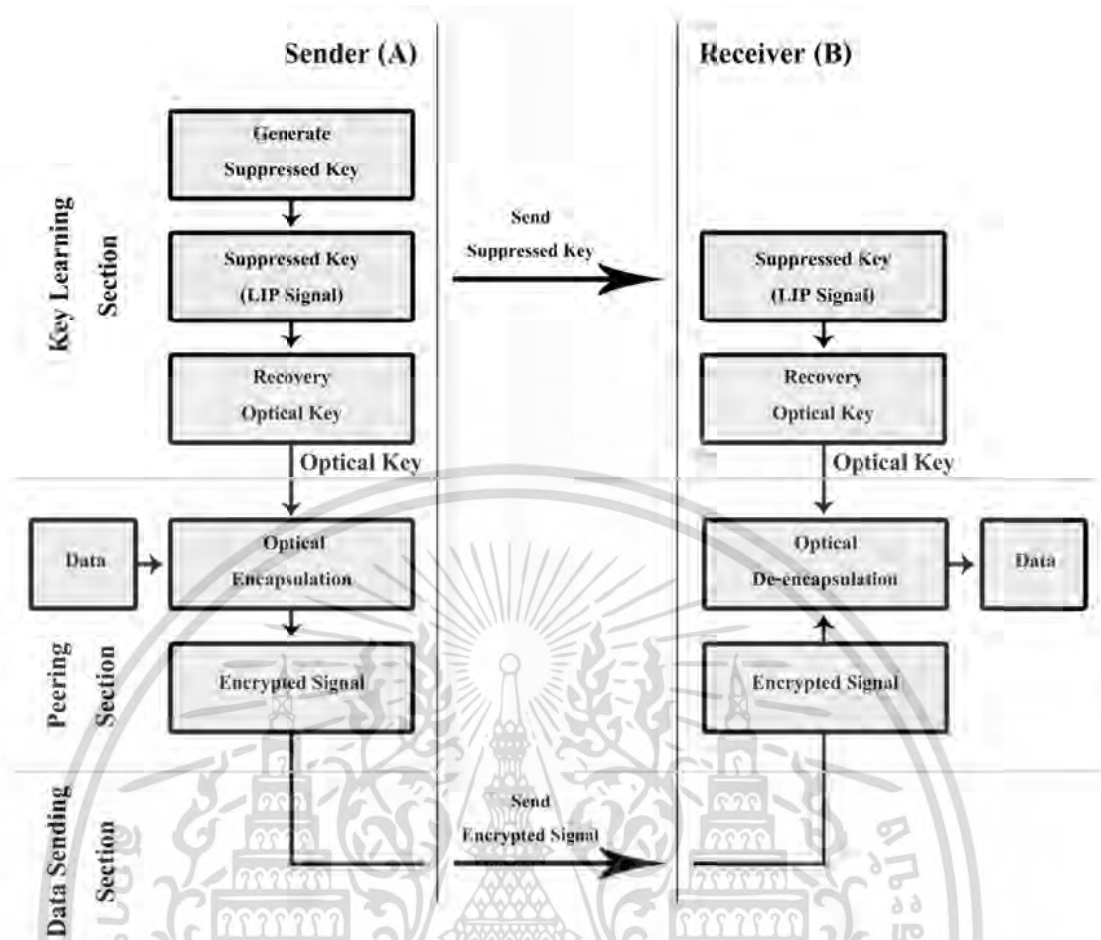 Sender (A)
Receiver (B)
Key Learning
Section
Generate
Suppressed Key
Suppressed Key
(LIP Signal)
Send
Suppressed Key
Suppressed Key
(LIP Signal)
Recovery
Optical Key
Recovery
Optical Key
Optical Key
Optical Key
Peering
Section
Data
Optical
Encapsulation
Optical
De-encapsulation
Data
Encrypted Signal
Encrypted Signal
Data Sending
Section
Send
Encrypted Signal